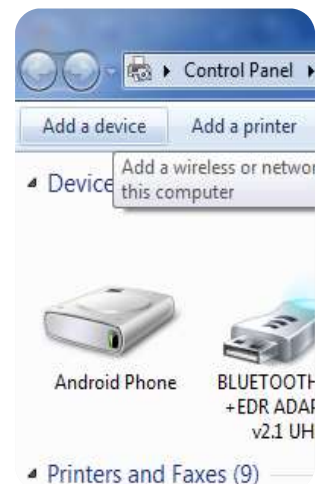 Control Panel
Add a device Add a printer
Add a wireless or networ
this computer
Device
Android Phone
BLUETOOTH
+EDR ADAP
v2.1 UH
Printers and Faxes (9)